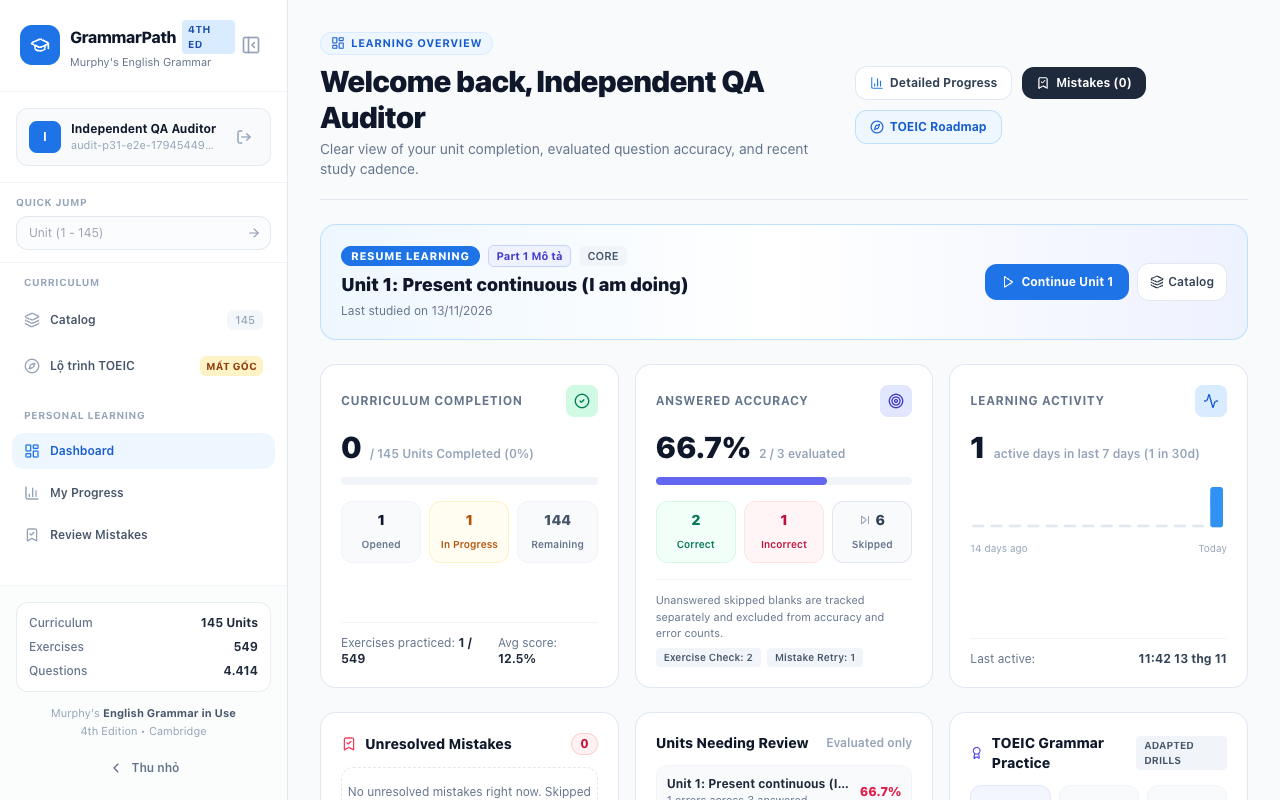 GrammarPath
4TH
ED
Murphy's English Grammar
I
Independent QA Auditor
audit-p31-e2e-17945449...
QUICK JUMP
Unit (1 - 145)
CURRICULUM
Catalog
145
Lộ trình TOEIC
MẤT GỐC
PERSONAL LEARNING
Dashboard
My Progress
Review Mistakes
Curriculum
145 Units
Exercises
549
Questions
4.414
Murphy's English Grammar in Use
4th Edition • Cambridge
Thu nhỏ
LEARNING OVERVIEW
Welcome back, Independent QA
Auditor
Clear view of your unit completion, evaluated question accuracy, and recent
study cadence.
Detailed Progress
Mistakes (0)
TOEIC Roadmap
RESUME LEARNING
Part 1 Mô tả
CORE
Unit 1: Present continuous (I am doing)
Last studied on 13/11/2026
Continue Unit 1
Catalog
CURRICULUM COMPLETION
0 / 145 Units Completed (0%)
1
Opened
1
In Progress
144
Remaining
Exercises practiced: 1 /
549
Avg score:
12.5%
ANSWERED ACCURACY
66.7% 2 / 3 evaluated
2
Correct
1
Incorrect
6
Skipped
Unanswered skipped blanks are tracked
separately and excluded from accuracy and
error counts.
Exercise Check: 2
Mistake Retry: 1
LEARNING ACTIVITY
1 active days in last 7 days (1 in 30d)
14 days ago
Today
Last active:
11:42 13 thg 11
Unresolved Mistakes
0
No unresolved mistakes right now. Skipped
Units Needing Review
Evaluated only
Unit 1: Present continuous (I...
66.7%
1 errors across 3 answered
TOEIC Grammar
Practice
ADAPTED
DRILLS